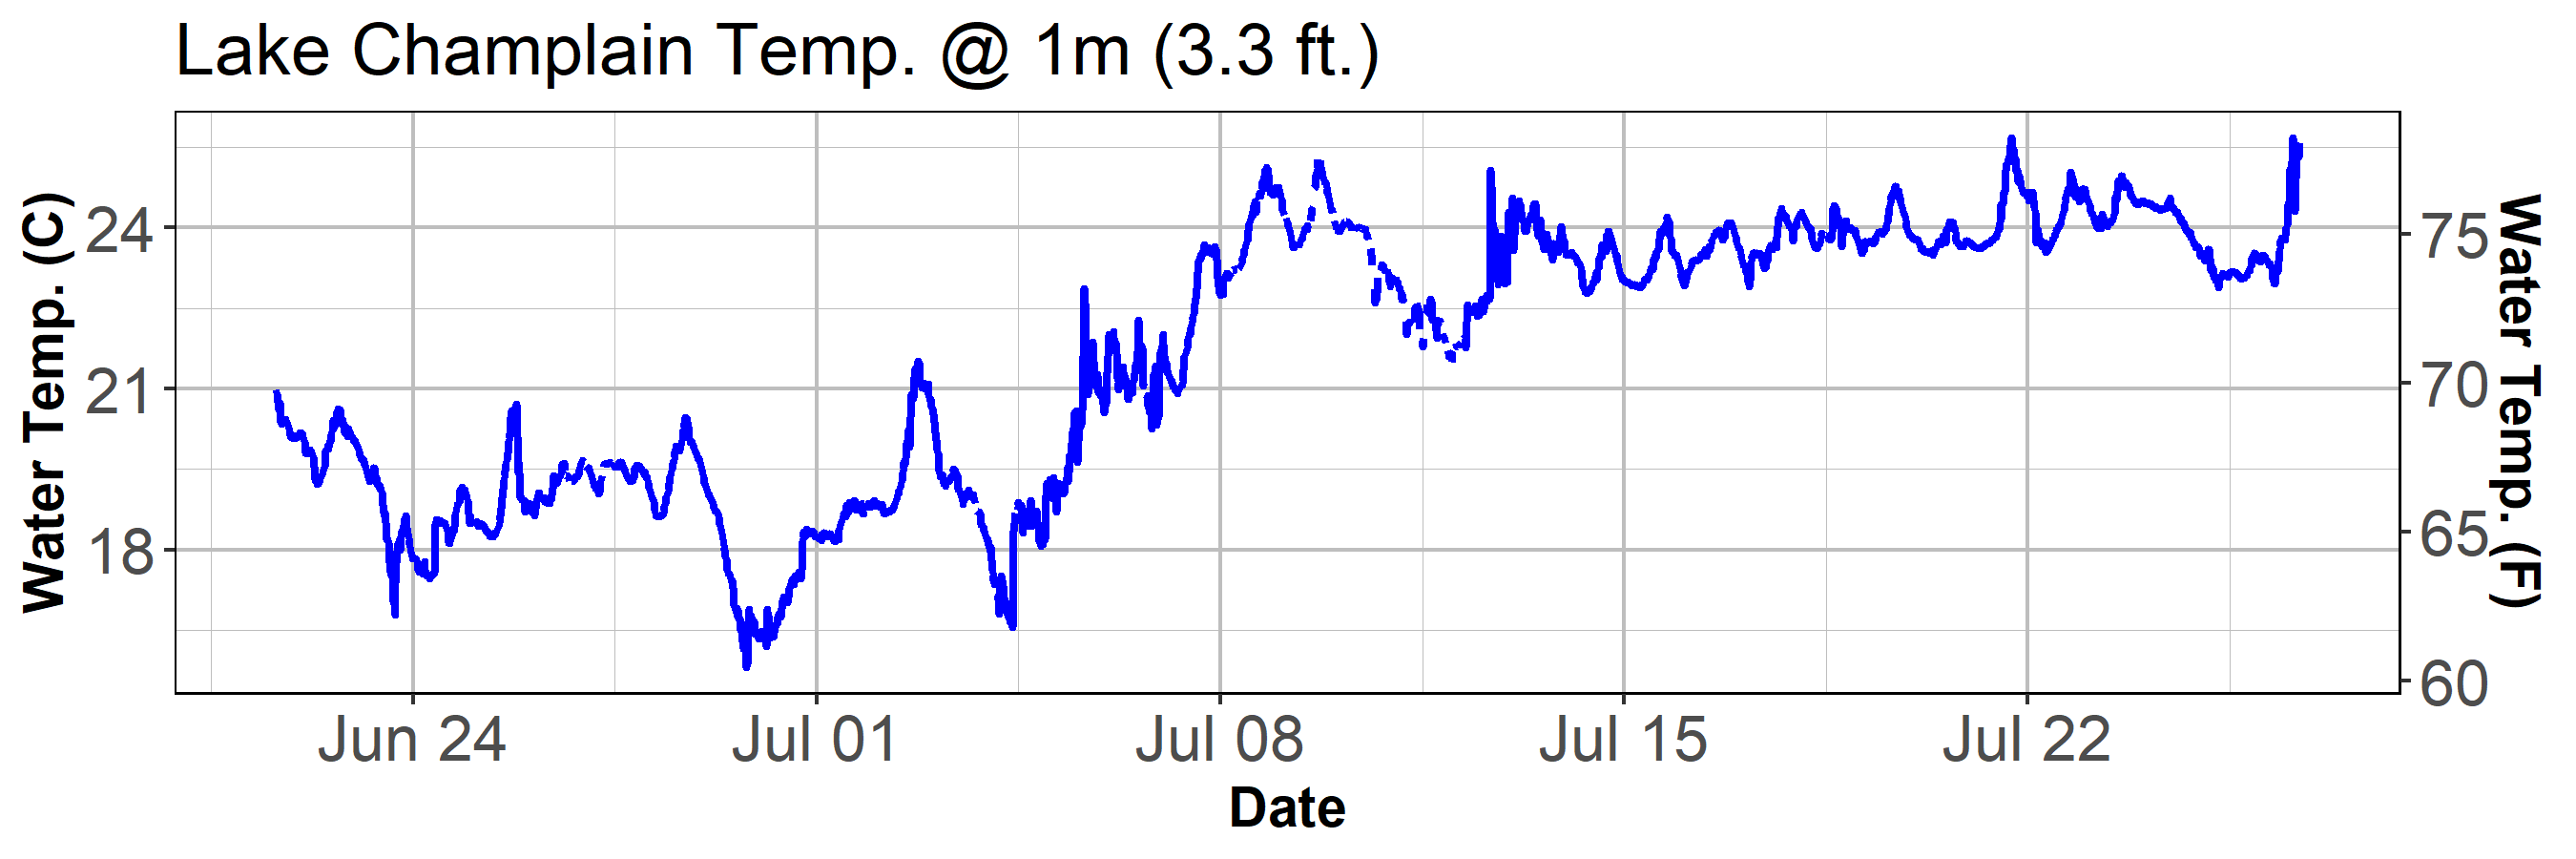 Lake Champlain Temp. @ 1m (3.3 ft.)
Water Temp. (C)
24
21
18
75
70
65
60
Water Temp. (F)
Jun 24
Jul 01
Jul 08
Jul 15
Jul 22
Date